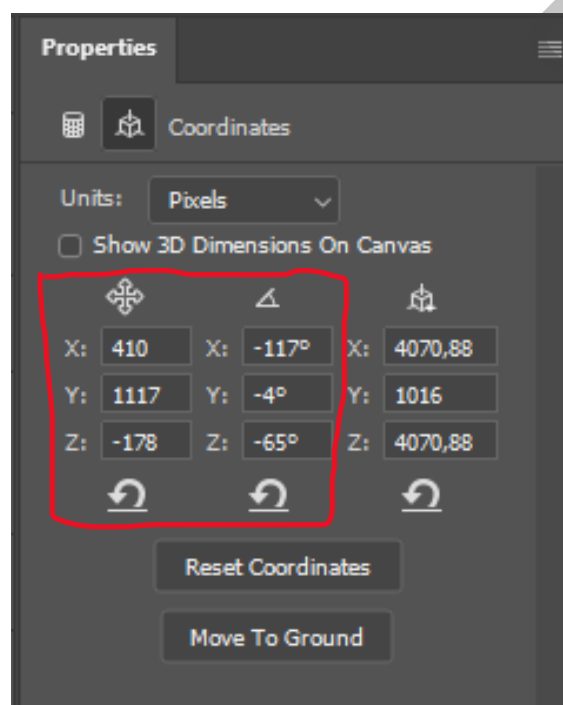 Properties
Coordinates
Units: Pixels
Show 3D Dimensions On Canvas
X: 410 X: -117° X: 4070,88
Y: 1117 Y: -4° Y: 1016
Z: -178 Z: -65° Z: 4070,88
Reset Coordinates
Move To Ground